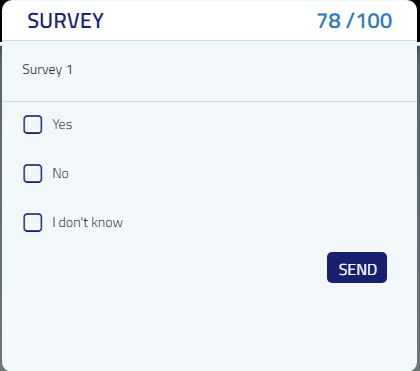 SURVEY 78 /100
Survey 1
Yes
No
I don't know
SEND